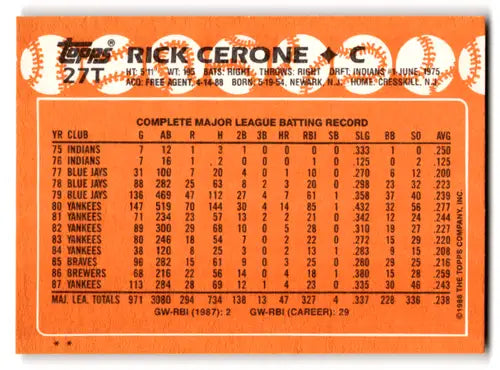 Topps®
27T
RICK CERONE ✦ C
HT: 5'11 WT: 195 BATS: RIGHT THROWS: RIGHT DRFT: INDIANS #1 JUNE, 1975
ACQ: FREE AGENT, 4-14-88 BORN: 5-19-54, NEWARK, N.J. HOME: CRESSKILL, N.J.
COMPLETE MAJOR LEAGUE BATTING RECORD
YR CLUB G AB R H 2B 3B HR RBI SB SLG BB SO AVG
75 INDIANS 7 12 1 3 1 0 0 0 0 .333 1 0 .250
76 INDIANS 7 16 1 2 0 0 0 1 0 .125 0 2 .125
77 BLUE JAYS 31 100 7 20 4 0 1 10 0 .270 6 12 .200
78 BLUE JAYS 88 282 25 63 8 2 3 20 0 .298 23 32 .223
79 BLUE JAYS 136 469 47 112 27 4 7 61 1 .358 37 40 .239
80 YANKEES 147 519 70 144 30 4 14 85 1 .432 32 56 .277
81 YANKEES 71 234 23 57 13 2 2 21 0 .342 12 24 .244
82 YANKEES 89 300 29 68 10 0 5 28 0 .310 19 27 .227
83 YANKEES 80 246 18 54 7 0 2 22 0 .272 15 29 .220
84 YANKEES 38 120 8 25 3 0 2 13 1 .283 9 15 .208
85 BRAVES 96 282 15 61 9 0 3 25 0 .280 29 25 .216
86 BREWERS 68 216 22 56 14 0 4 18 1 .380 15 28 .259
87 YANKEES 113 284 28 69 12 1 4 23 0 .335 30 46 .243
MAJ. LEA. TOTALS 971 3080 294 734 138 13 47 327 4 .337 228 336 .238
GW-RBI (1987): 2 GW-RBI (CAREER): 29
©1988 THE TOPPS COMPANY, INC.
* *